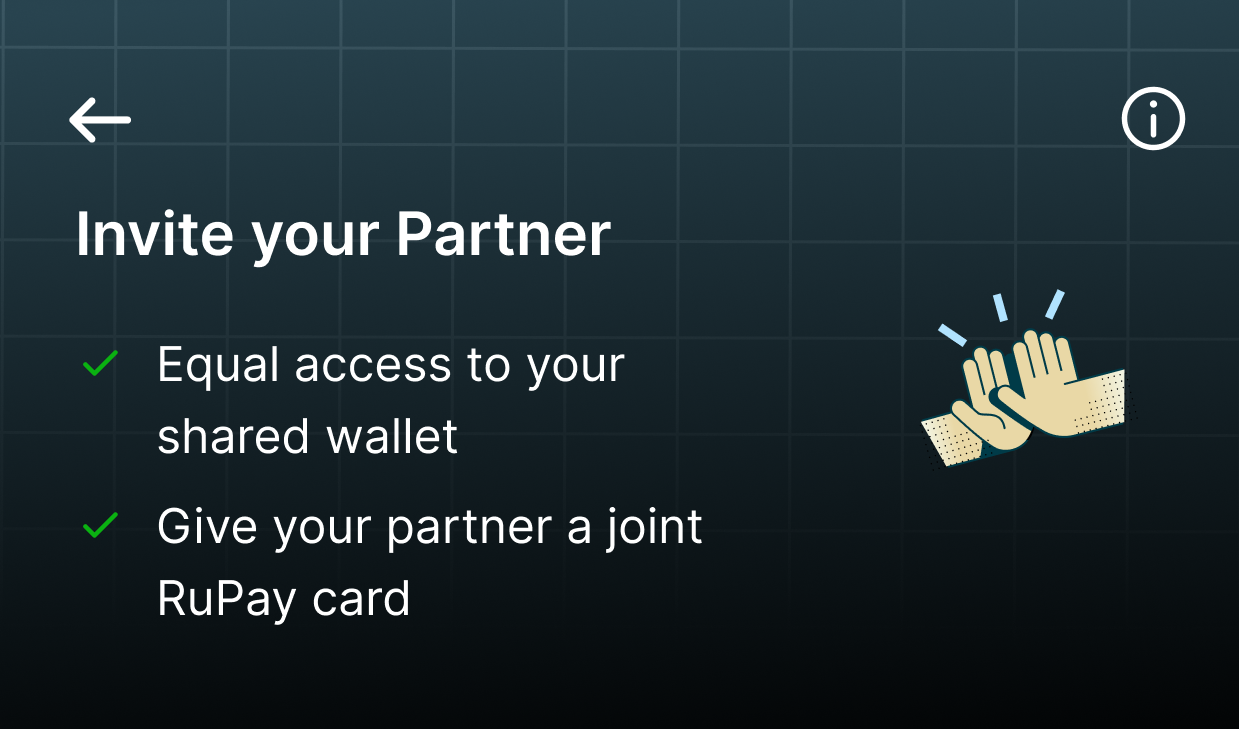 Invite your Partner
Equal access to your
shared wallet
Give your partner a joint
RuPay card